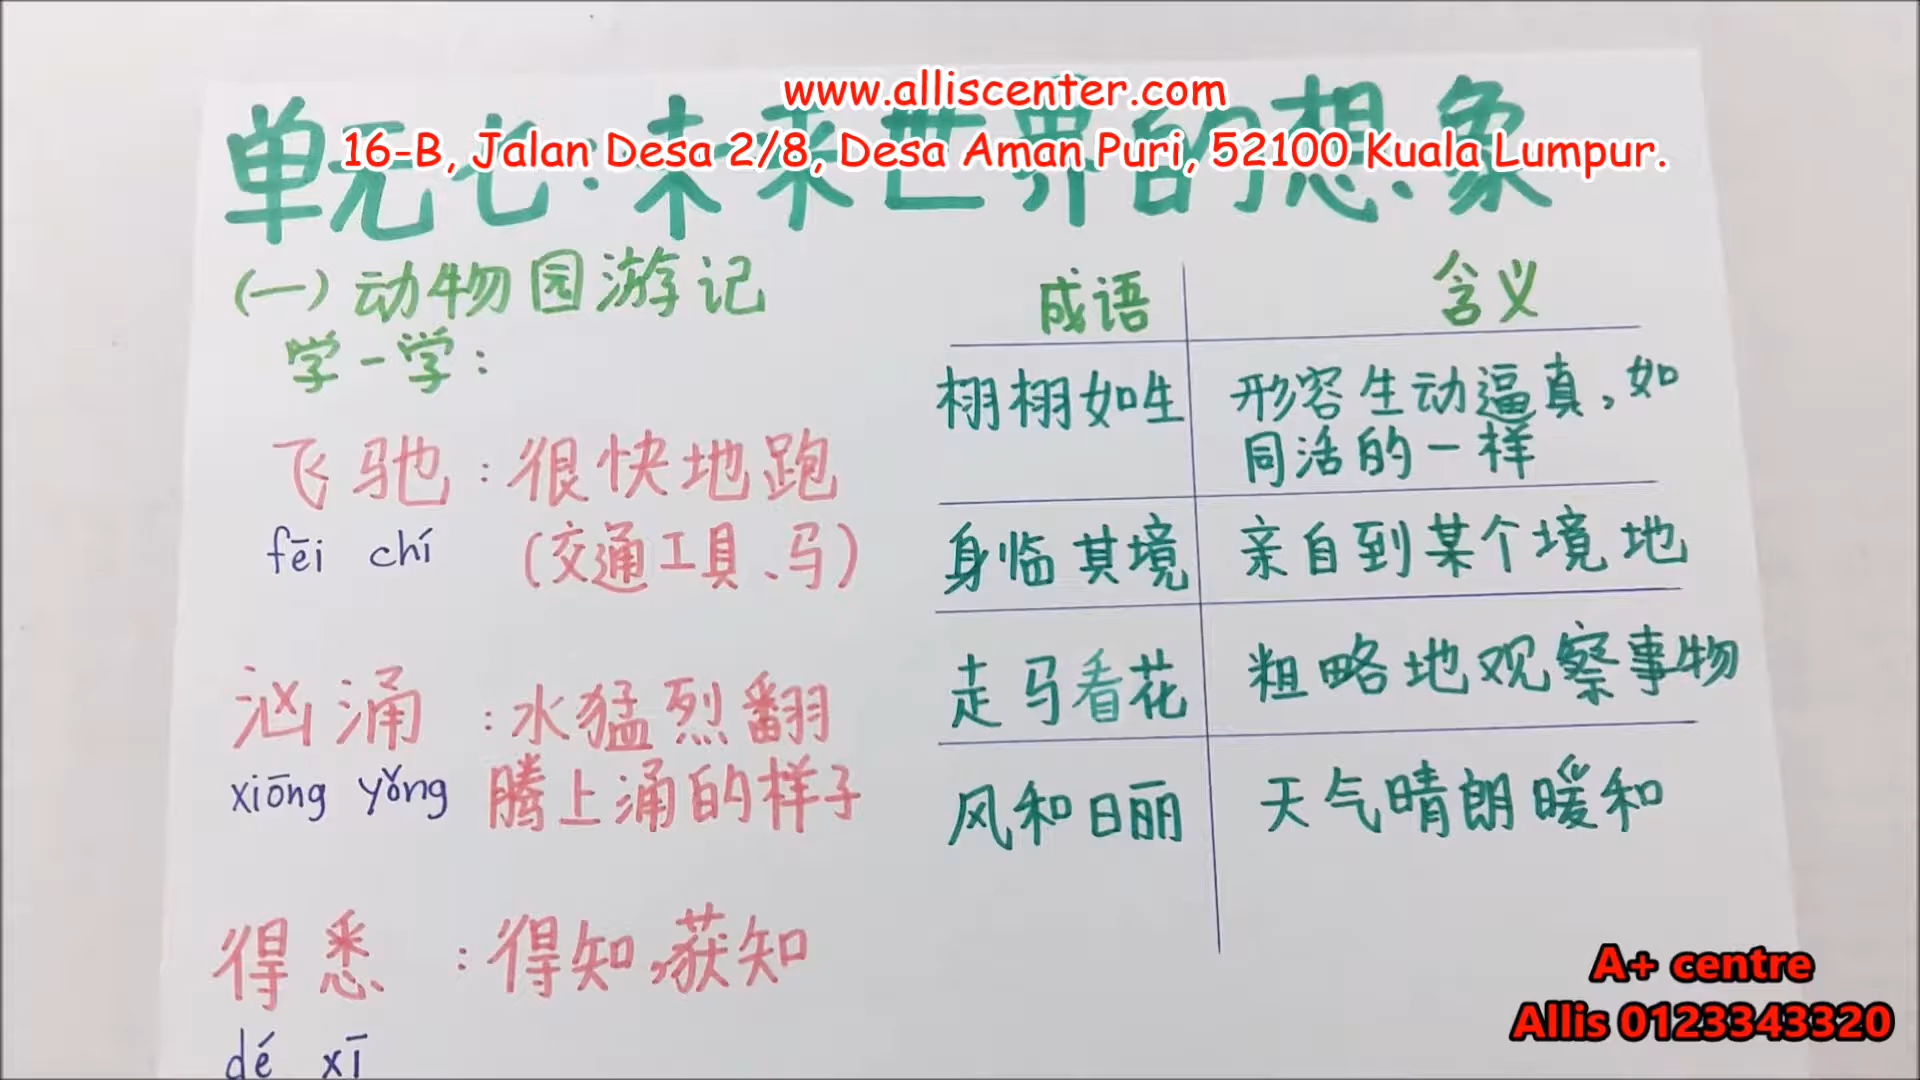 www.alliscenter.com
16-B, Jalan Desa 2/8, Desa Aman Puri, 52100 Kuala Lumpur.
单元七:未来世界的想象
(一)动物园游记
学一学:
飞驰:很快地跑
fēi chí (交通工具、马)
汹涌:水猛烈翻
xiōng yǒng 腾上涌的样子
得悉:得知,获知
dé xī
成语 含义
栩栩如生 形容生动逼真,如
同活的一样
身临其境 亲自到某个境地
走马看花 粗略地观察事物
风和日丽 天气晴朗暖和
A+ centre
Allis 0123343320